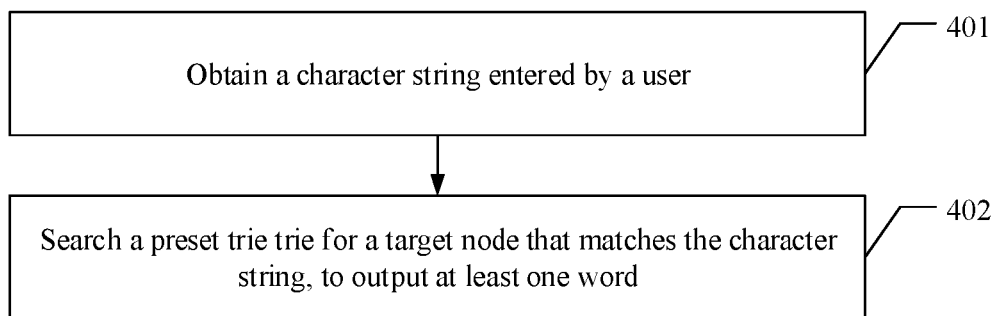 Obtain a character string entered by a user
401
Search a preset trie trie for a target node that matches the character
string, to output at least one word
402